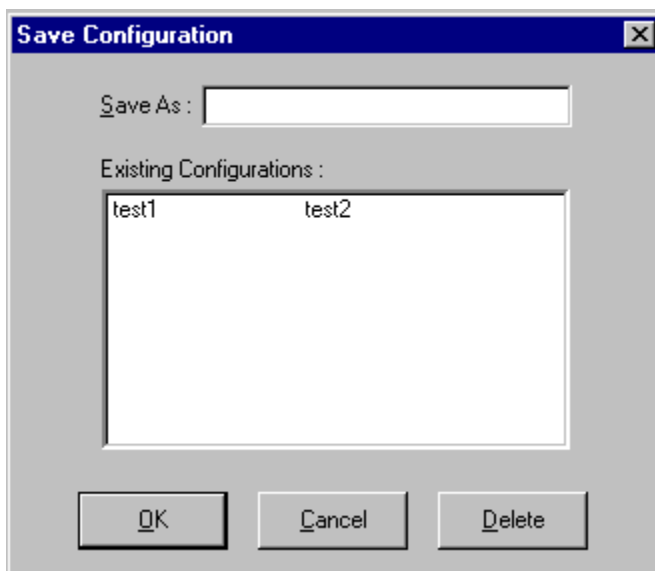 Save Configuration
Save As :
Existing Configurations :
test1 test2
OK Cancel Delete